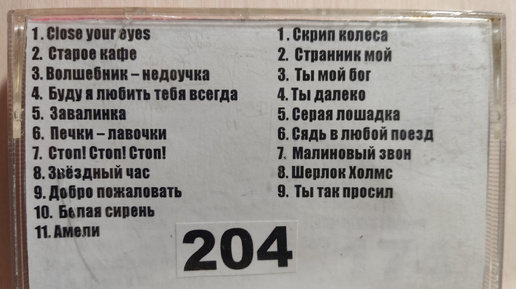 1. Close your eyes
2. Старое кафе
3. Волшебник – недоучка
4. Буду я любить тебя всегда
5. Завалинка
6. Печки – лавочки
7. Стоп! Стоп! Стоп!
8. Звёздный час
9. Добро пожаловать
10. Белая сирень
11. Амели
1. Скрип колеса
2. Странник мой
3. Ты мой бог
4. Ты далеко
5. Серая лошадка
6. Сядь в любой поезд
7. Малиновый звон
8. Шерлок Холмс
9. Ты так просил
204